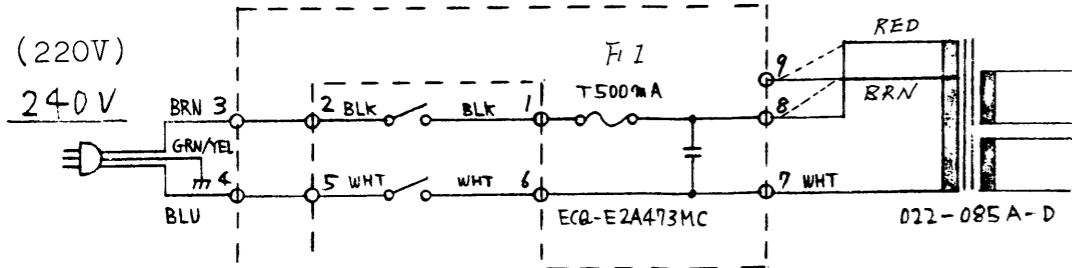 (220V)
240V
BRN 3
GRN/YEL
4
BLU
2 BLK
BLK 1
5 WHT
WHT 6
F1 1
T500mA
ECQ-E2A473MC
9
8
7 WHT
RED
BRN
022-085A-D